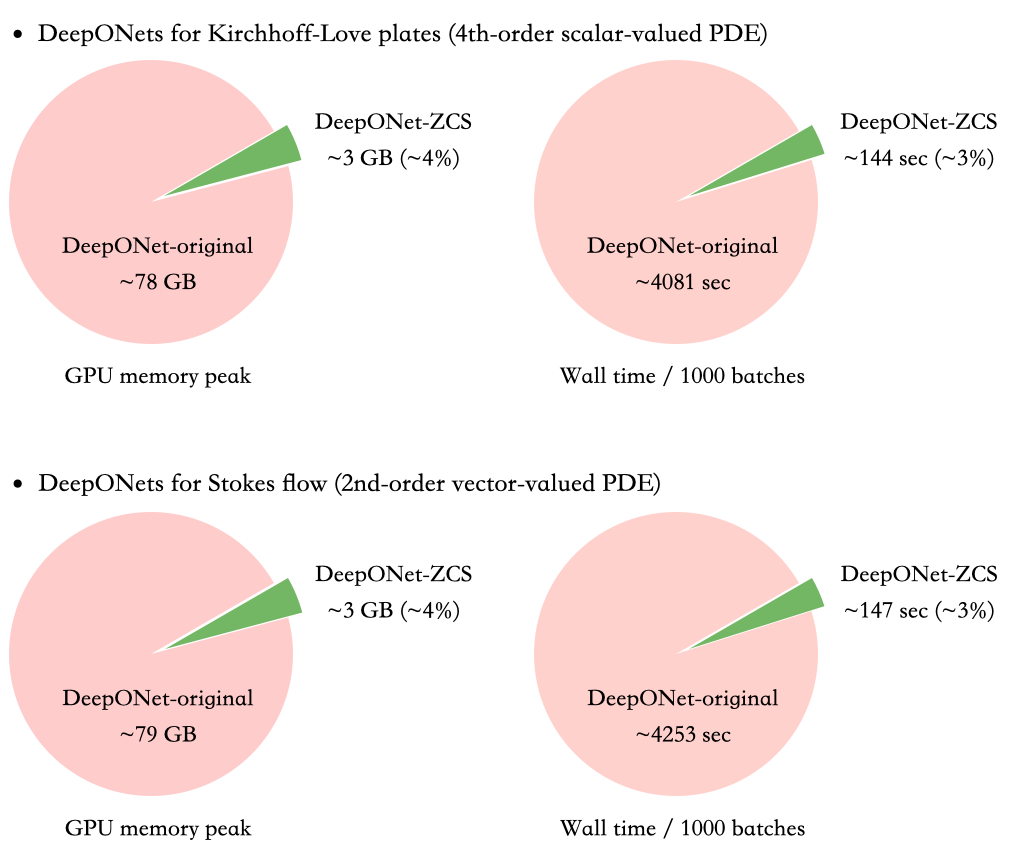 • DeepONets for Kirchhoff-Love plates (4th-order scalar-valued PDE)
DeepONet-ZCS
~3 GB (~4%)
DeepONet-original
~78 GB
GPU memory peak
DeepONet-ZCS
~144 sec (~3%)
DeepONet-original
~4081 sec
Wall time / 1000 batches
• DeepONets for Stokes flow (2nd-order vector-valued PDE)
DeepONet-ZCS
~3 GB (~4%)
DeepONet-original
~79 GB
GPU memory peak
DeepONet-ZCS
~147 sec (~3%)
DeepONet-original
~4253 sec
Wall time / 1000 batches